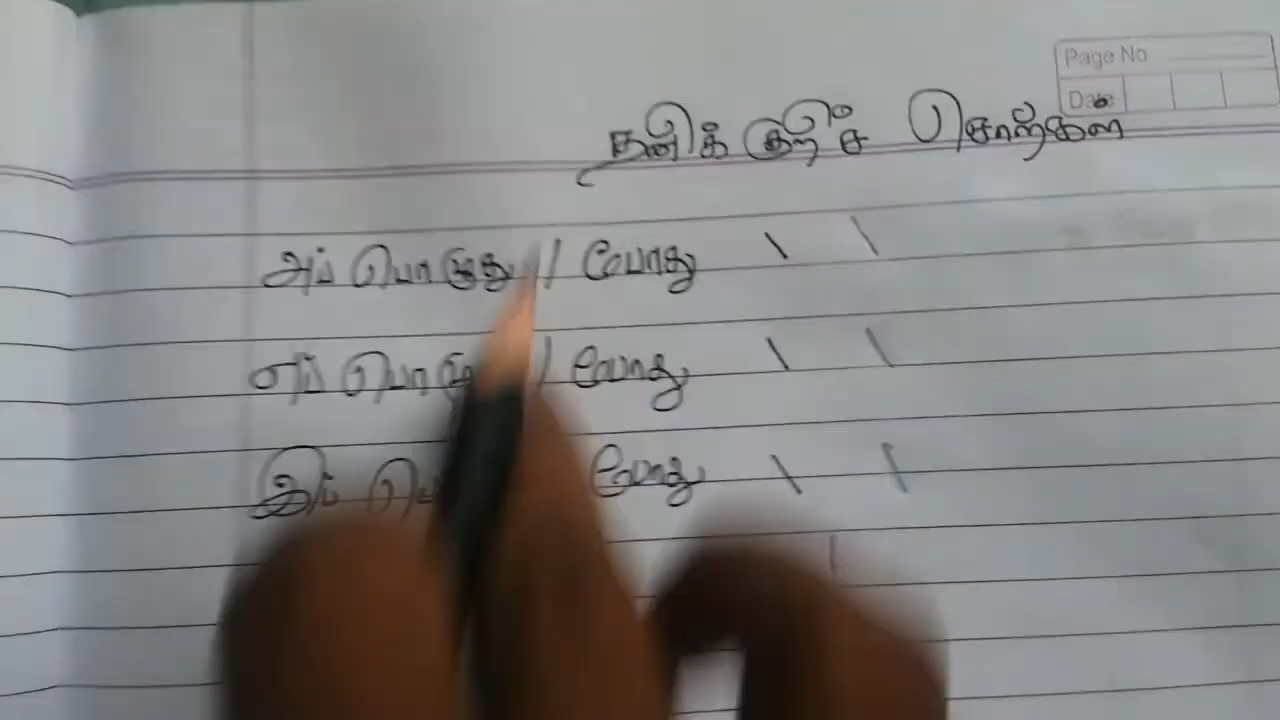 Page No
Date
தனிக் குறிச் சொற்கள்
அப் பொழுது / போது
எப் பொழு / போது
இப் போது